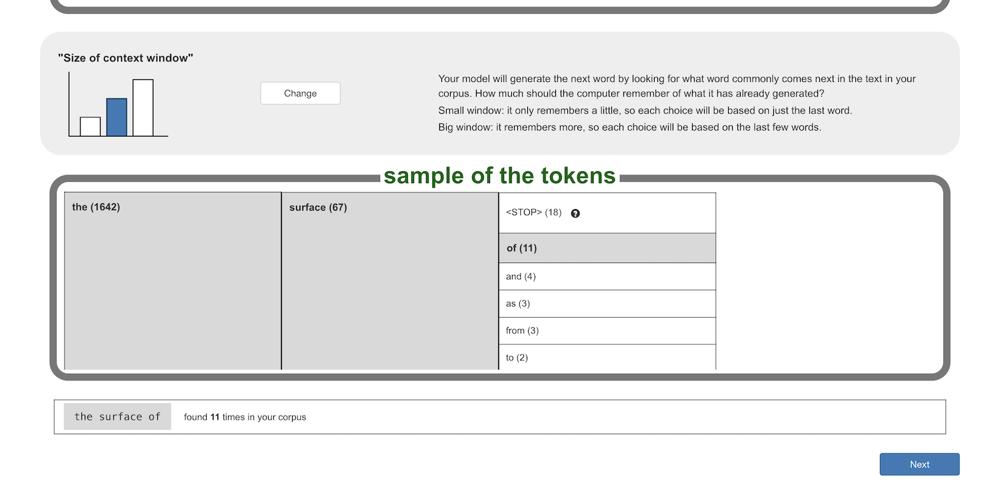 "Size of context window"
Change
Your model will generate the next word by looking for what word commonly comes next in the text in your
corpus. How much should the computer remember of what it has already generated?
Small window: it only remembers a little, so each choice will be based on just the last word.
Big window: it remembers more, so each choice will be based on the last few words.
sample of the tokens
the (1642)
surface (67)
<STOP> (18) ?
of (11)
and (4)
as (3)
from (3)
to (2)
the surface of found 11 times in your corpus
Next